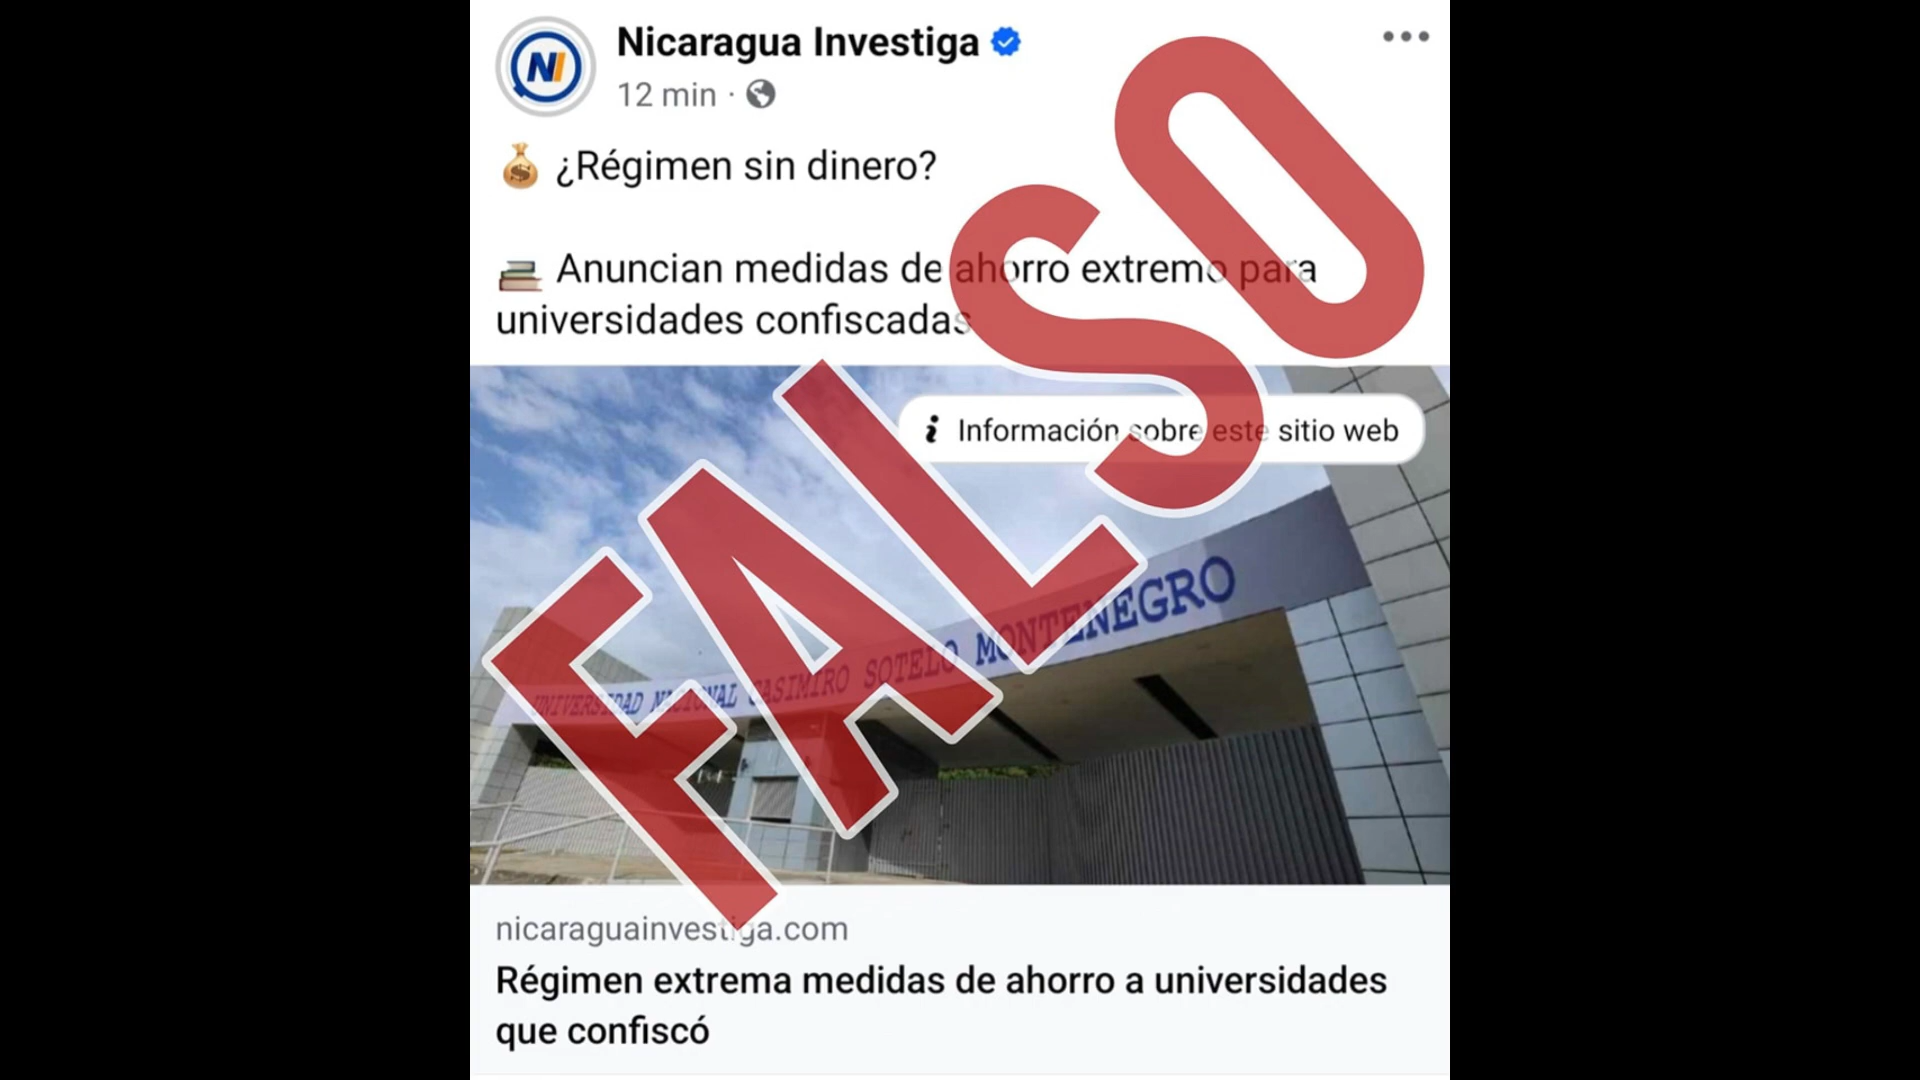 Nicaragua Investiga
12 min ·
¿Régimen sin dinero?
Anuncian medidas de ahorro extremo para
universidades confiscadas
Información sobre este sitio web
UNIVERSIDAD NACIONAL CASIMIRO SOTELO MONTENEGRO
FALSO
nicaraguainvestiga.com
Régimen extrema medidas de ahorro a universidades
que confiscó